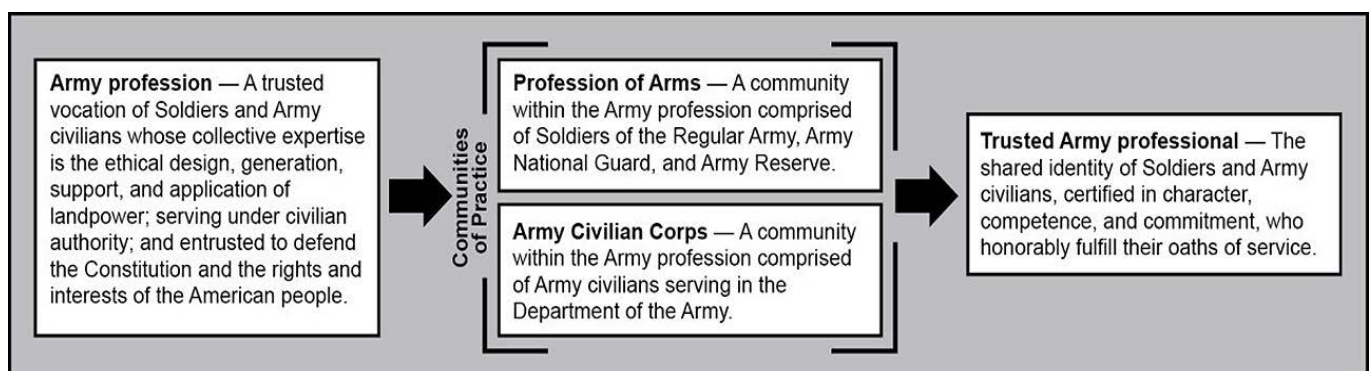 Army profession — A trusted
vocation of Soldiers and Army
civilians whose collective expertise
is the ethical design, generation,
support, and application of
landpower; serving under civilian
authority; and entrusted to defend
the Constitution and the rights and
interests of the American people.
Communities
of Practice
Profession of Arms — A community
within the Army profession comprised
of Soldiers of the Regular Army, Army
National Guard, and Army Reserve.
Army Civilian Corps — A community
within the Army profession comprised
of Army civilians serving in the
Department of the Army.
Trusted Army professional — The
shared identity of Soldiers and Army
civilians, certified in character,
competence, and commitment, who
honorably fulfill their oaths of service.